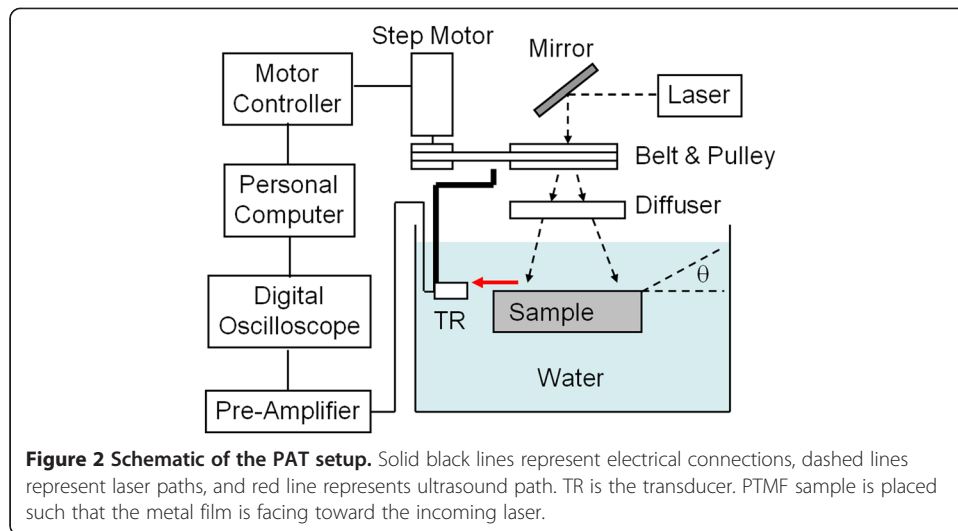 Step Motor
Mirror
Motor
Controller
Laser
Belt & Pulley
Personal
Computer
Diffuser
θ
Digital
Oscilloscope
TR
Sample
Water
Pre-Amplifier
Figure 2 Schematic of the PAT setup. Solid black lines represent electrical connections, dashed lines
represent laser paths, and red line represents ultrasound path. TR is the transducer. PTMF sample is placed
such that the metal film is facing toward the incoming laser.